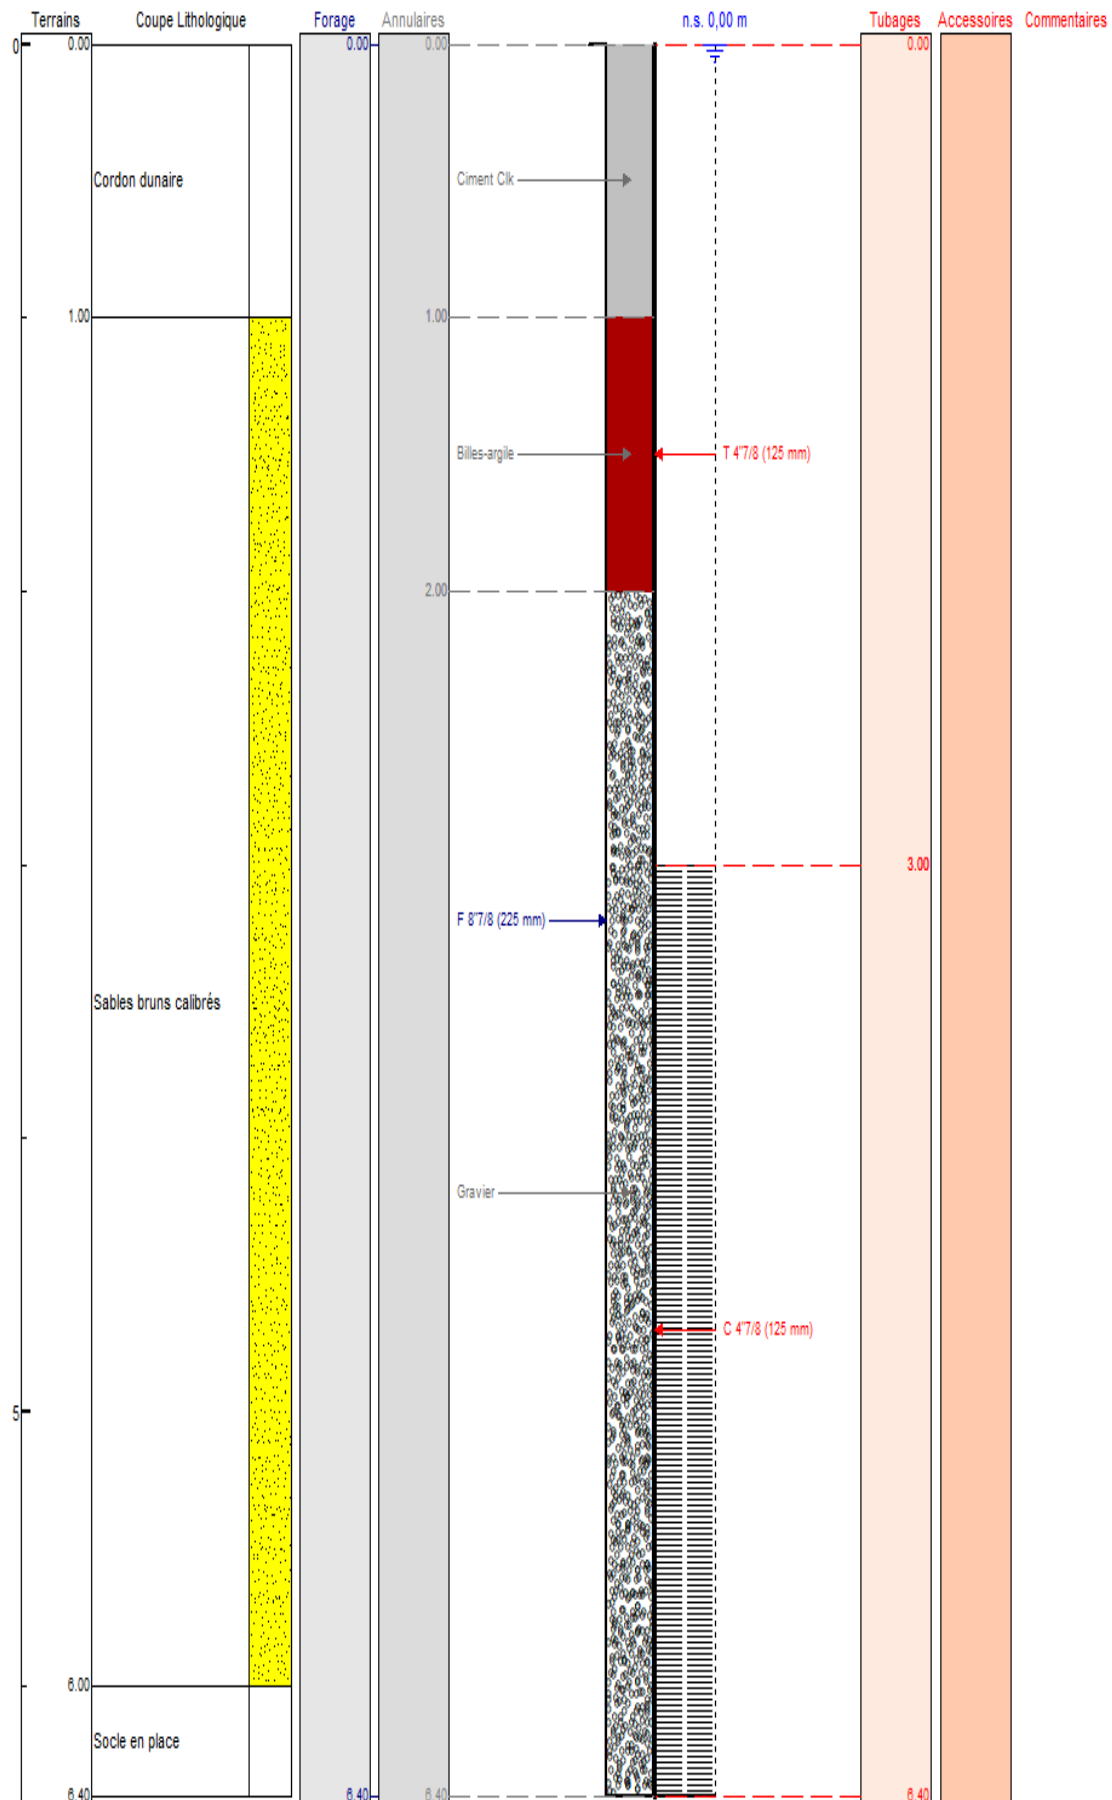 Terrains Coupe Lithologique Forage Annulaires n.s. 0,00 m Tubages Accessoires Commentaires
0 0.00 0.00 0.00 0.00
Cordon dunaire Ciment Clk
1.00 1.00
Billes-argile T 4"7/8 (125 mm)
2.00
3.00
F 8"7/8 (225 mm)
Sables bruns calibrés
Gravier
C 4"7/8 (125 mm)
5
6.00
Socle en place
6.40 6.40 6.40 6.40